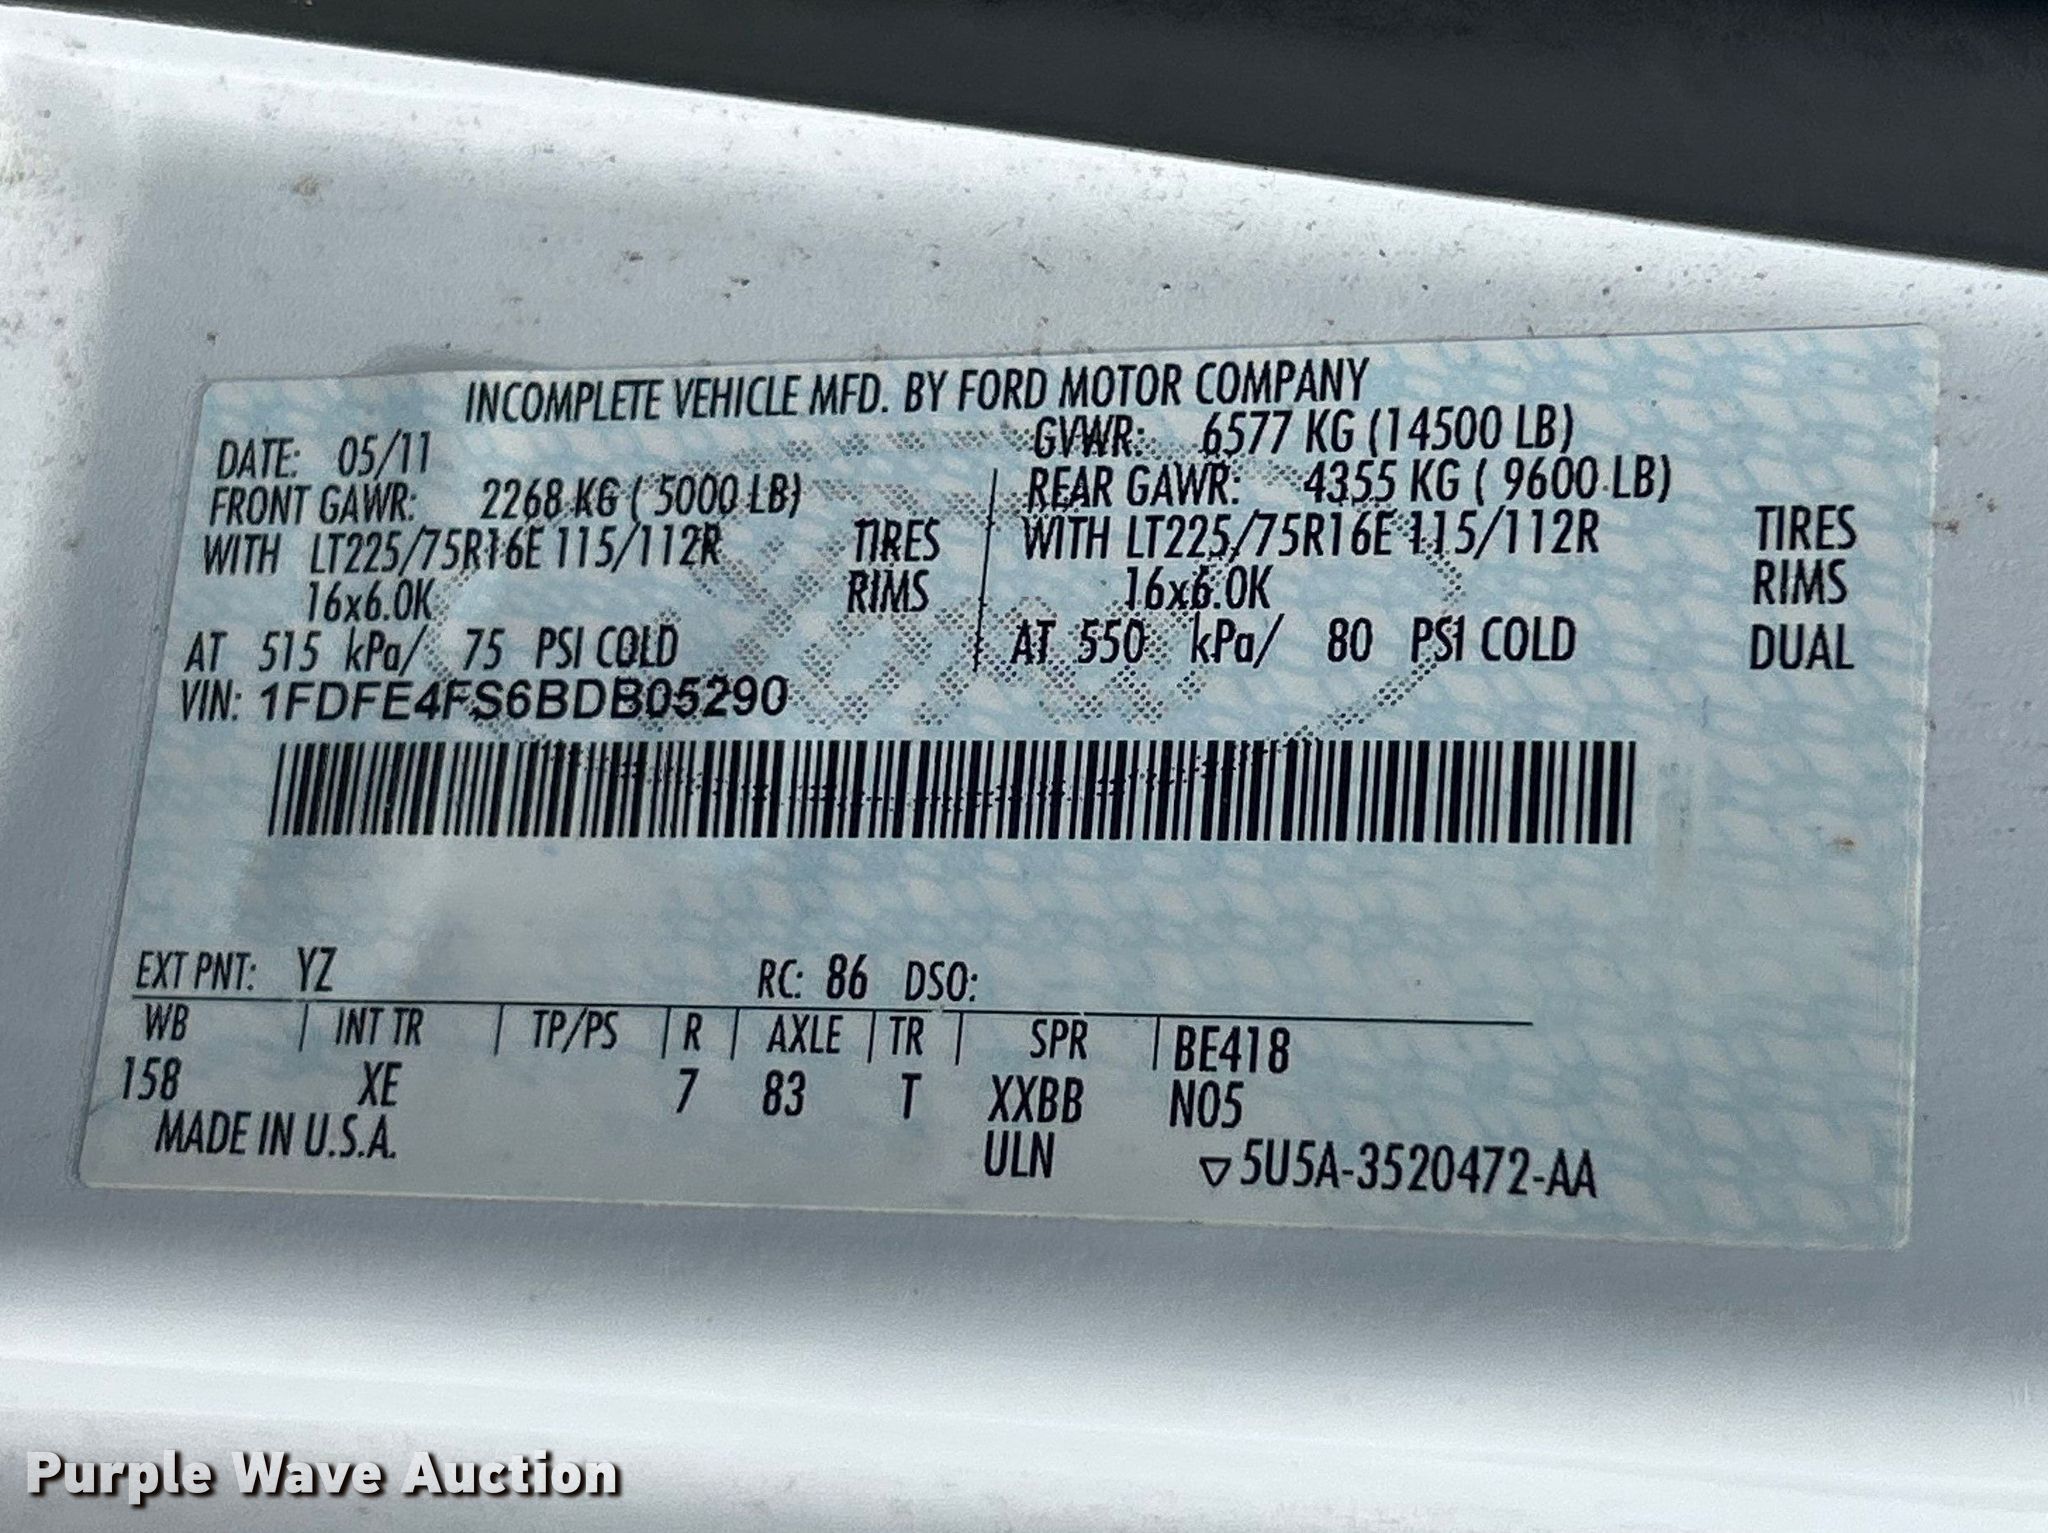 INCOMPLETE VEHICLE MFD. BY FORD MOTOR COMPANY
DATE: 05/11 GVWR: 6577 KG (14500 LB)
FRONT GAWR: 2268 KG ( 5000 LB) REAR GAWR: 4355 KG ( 9600 LB)
WITH LT225/75R16E 115/112R TIRES WITH LT225/75R16E 115/112R TIRES
16x6.0K RIMS 16x6.0K RIMS
AT 515 kPa/ 75 PSI COLD AT 550 kPa/ 80 PSI COLD DUAL
VIN: 1FDFE4FS6BDB05290
EXT PNT: YZ RC: 86 DSO:
WB | INT TR | TP/PS | R | AXLE | TR | SPR | BE418
158 XE 7 83 T XXBB N05
MADE IN U.S.A. ULN ▽5U5A-3520472-AA
Purple Wave Auction